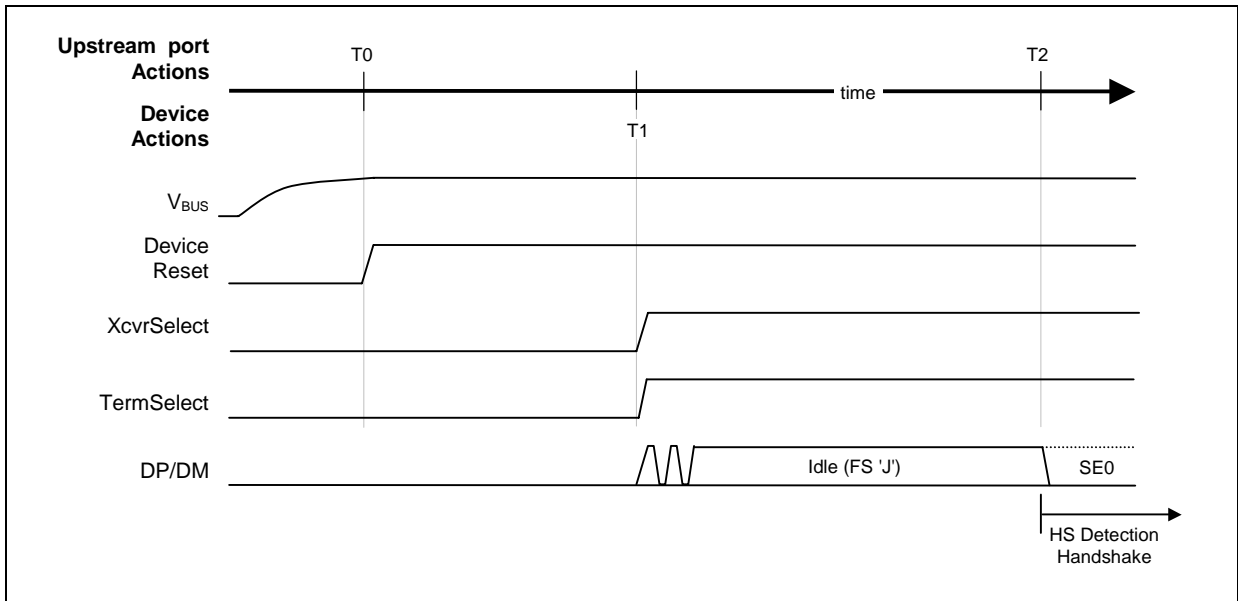 Upstream port
Actions
T0
T2
time
Device
Actions
T1
VBUS
Device
Reset
XcvrSelect
TermSelect
DP/DM
Idle (FS 'J')
SE0
HS Detection
Handshake